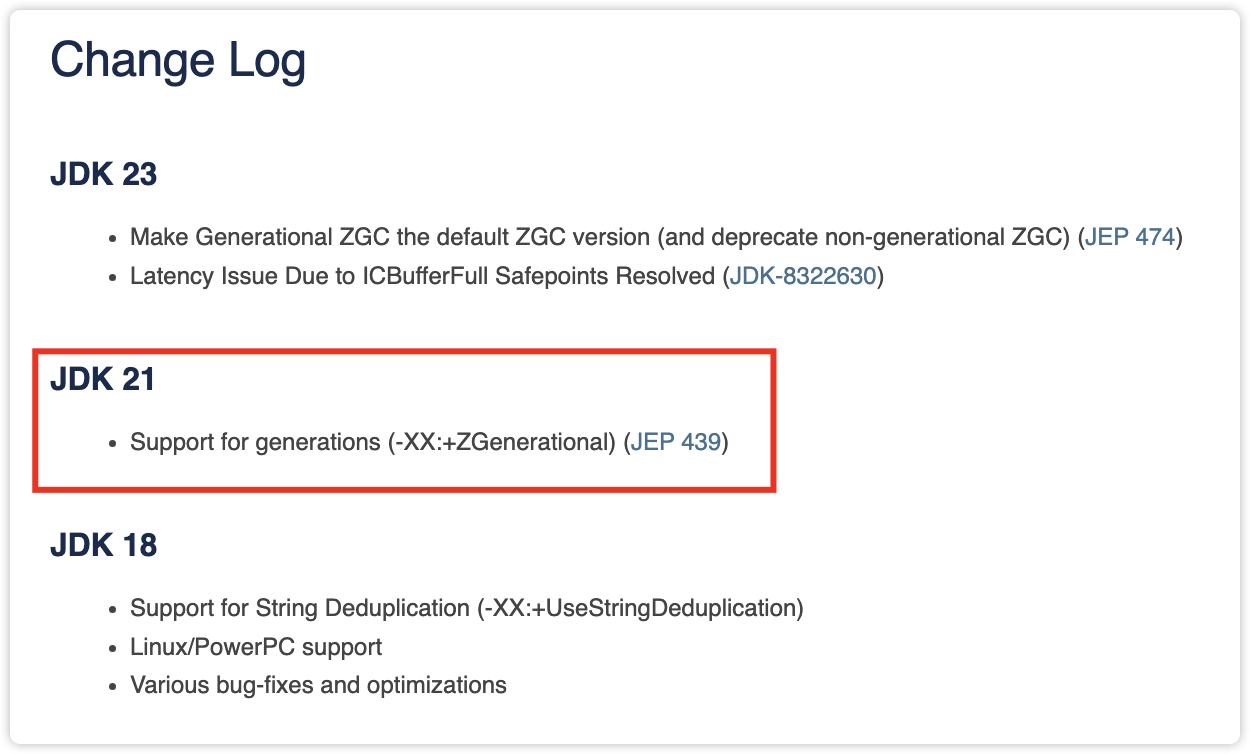 Change Log
JDK 23
• Make Generational ZGC the default ZGC version (and deprecate non-generational ZGC) (JEP 474)
• Latency Issue Due to ICBufferFull Safepoints Resolved (JDK-8322630)
JDK 21
• Support for generations (-XX:+ZGenerational) (JEP 439)
JDK 18
• Support for String Deduplication (-XX:+UseStringDeduplication)
• Linux/PowerPC support
• Various bug-fixes and optimizations